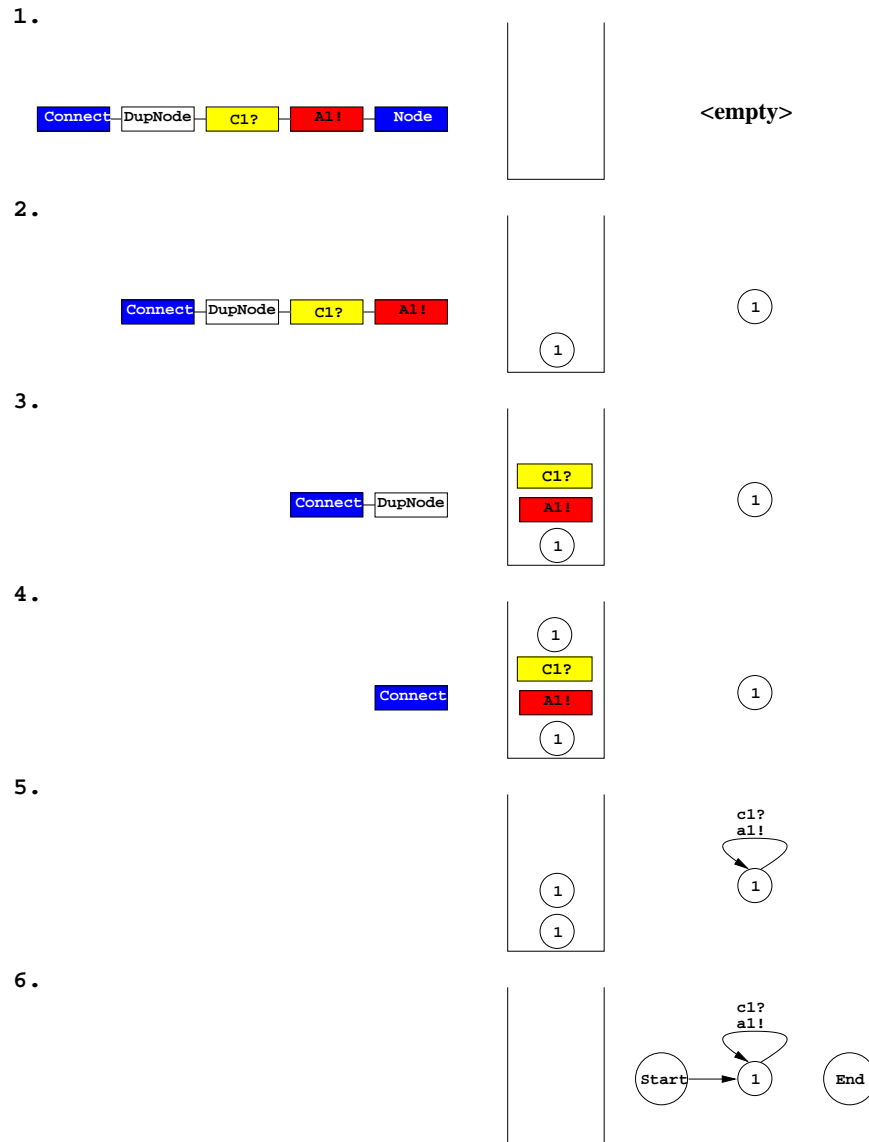 1.
Connect DupNode C1? A1! Node <empty>
2.
Connect DupNode C1? A1! 1
1
3.
C1?
Connect DupNode A1! 1
1
4.
1
C1?
Connect A1! 1
1
5.
c1?
a1!
1 1
1
6.
c1?
a1!
Start 1 End